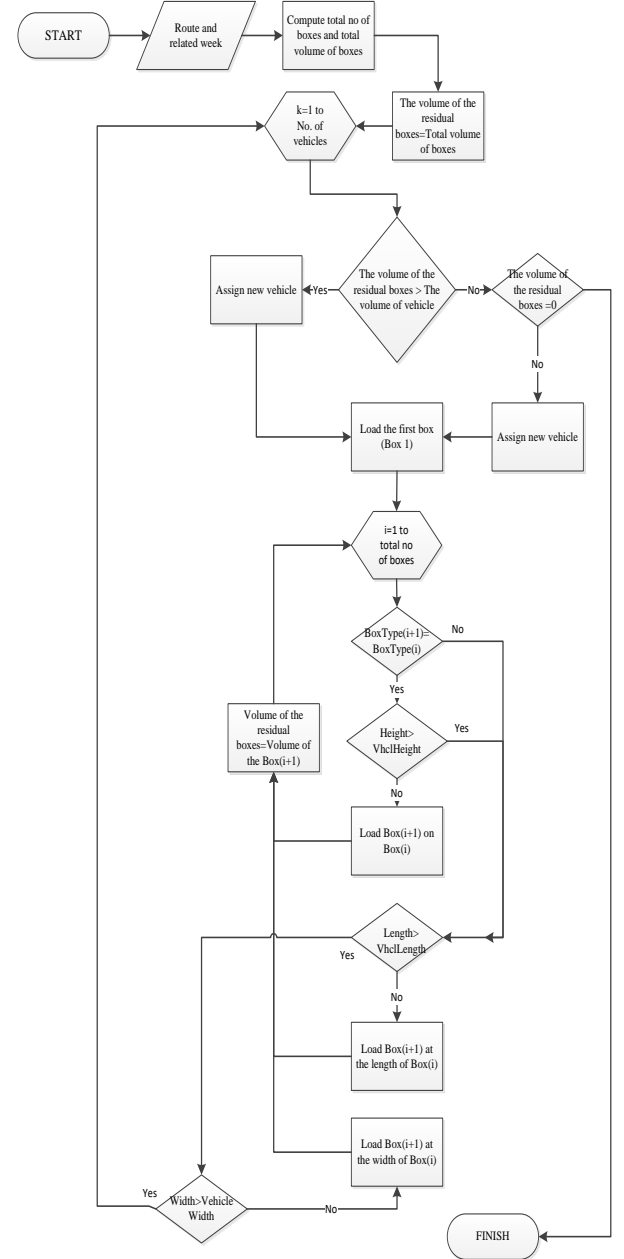 START
Route and
related week
Compute total no of
boxes and total
volume of boxes
k=1 to
No. of
vehicles
The volume of the
residual
boxes=Total volume
of boxes
Assign new vehicle
Yes
The volume of the
residual boxes > The
volume of vehicle
No
The volume of
the residual
boxes =0
No
Load the first box
(Box 1)
Assign new vehicle
i=1 to
total no
of boxes
BoxType(i+1)=
BoxType(i)
No
Yes
Volume of the
residual
boxes=Volume of
the Box(i+1)
Height>
VhclHeight
Yes
No
Load Box(i+1) on
Box(i)
Length>
VhclLength
Yes
No
Load Box(i+1) at
the length of Box(i)
Load Box(i+1) at
the width of Box(i)
Yes
Width>Vehicle
Width
No
FINISH